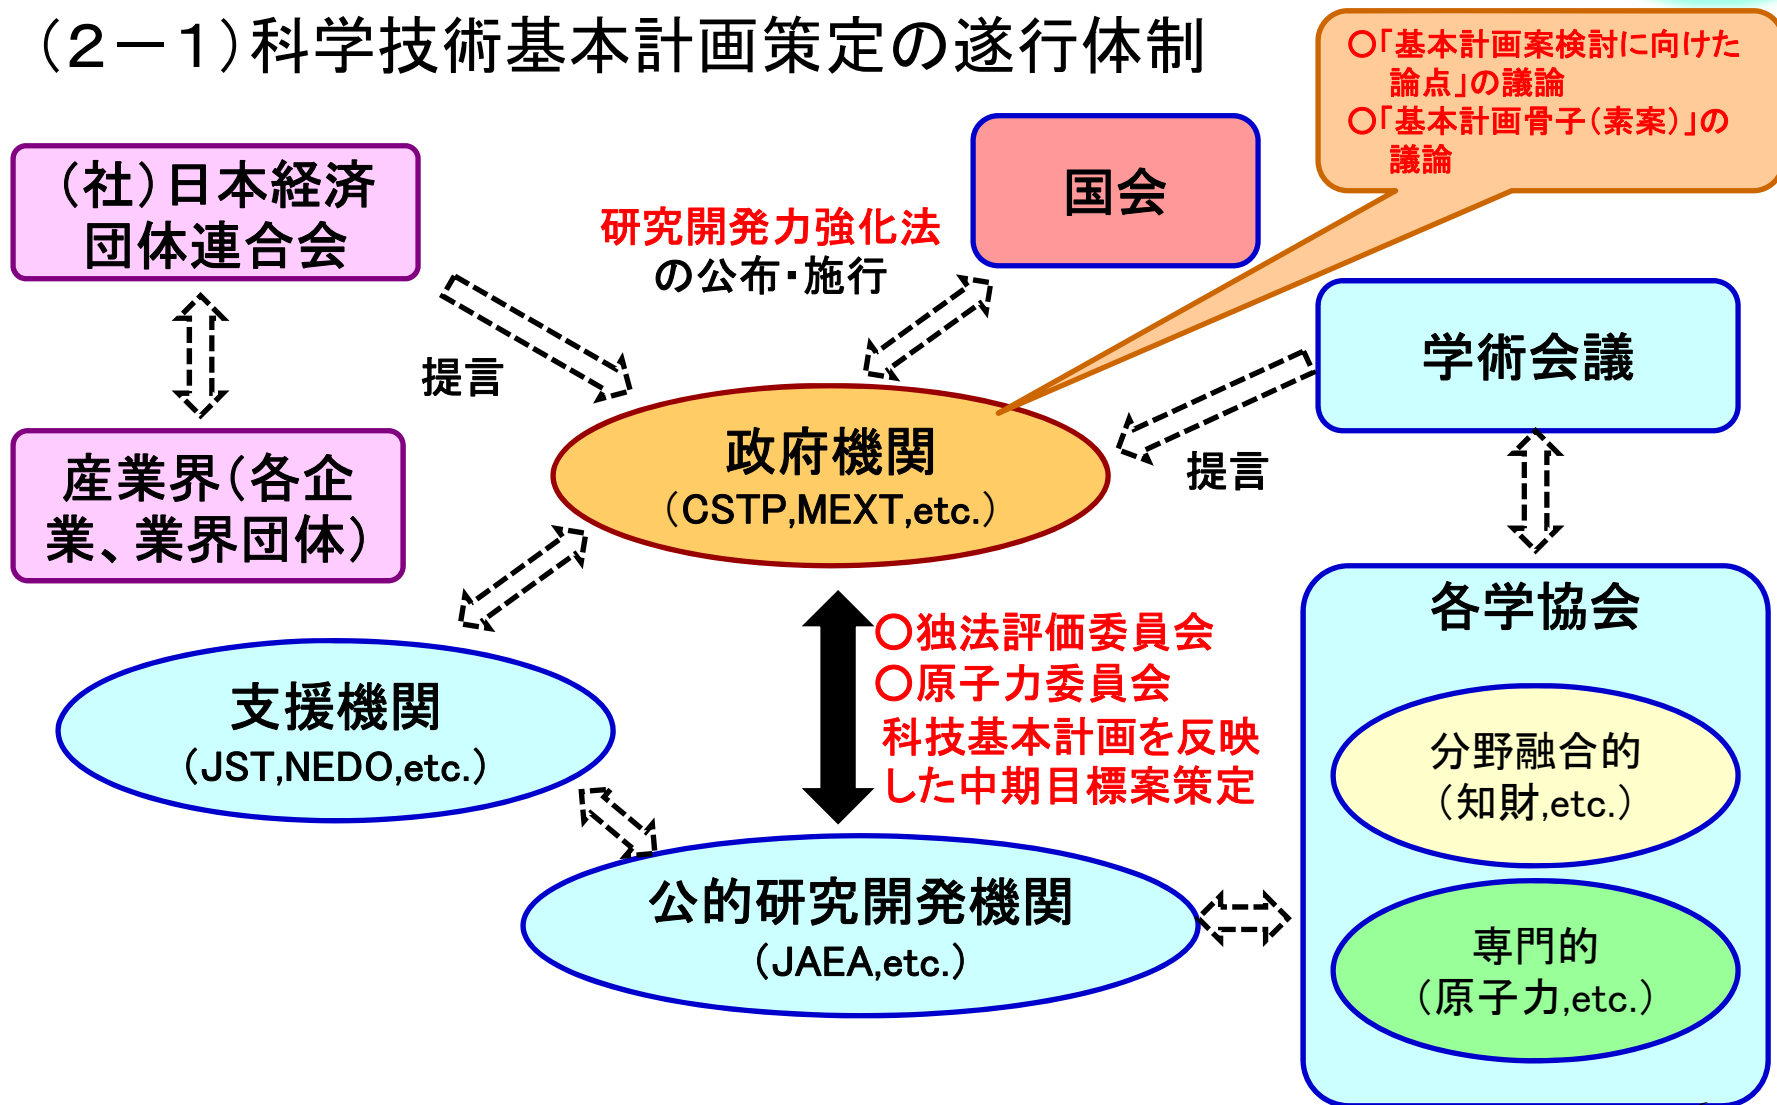 （２－１）科学技術基本計画策定の遂行体制
○「基本計画案検討に向けた
論点」の議論
○「基本計画骨子（素案）」の
議論
（社）日本経済
団体連合会
国会
研究開発力強化法
の公布・施行
学術会議
提言
政府機関
（CSTP,MEXT,etc.）
提言
産業界（各企
業、業界団体）
各学協会
○独法評価委員会
○原子力委員会
科技基本計画を反映
した中期目標案策定
支援機関
（JST,NEDO,etc.）
分野融合的
（知財,etc.）
公的研究開発機関
（JAEA,etc.）
専門的
（原子力,etc.）